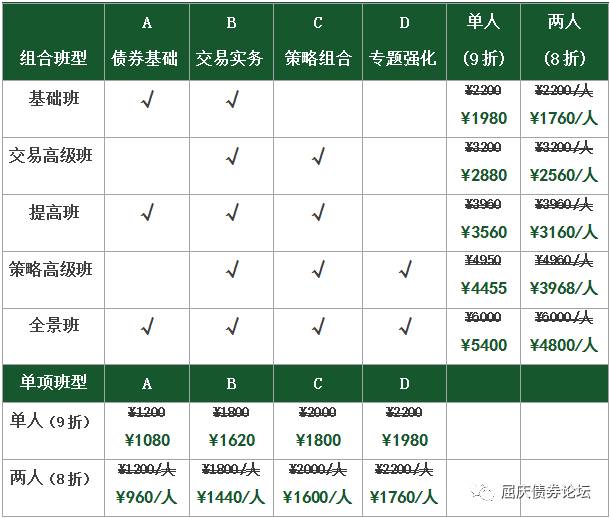 A B C D 单人 两人
组合班型 债券基础 交易实务 策略组合 专题强化 (9折) (8折)
基础班 √ √ ¥2200 ¥2200/人
¥1980 ¥1760/人
交易高级班 √ √ ¥3200 ¥3200/人
¥2880 ¥2560/人
提高班 √ √ √ ¥3960 ¥3960/人
¥3560 ¥3160/人
策略高级班 √ √ √ ¥4950 ¥4960/人
¥4455 ¥3968/人
全景班 √ √ √ √ ¥6000 ¥6000/人
¥5400 ¥4800/人
单项班型 A B C D
单人(9折) ¥1200 ¥1800 ¥2000 ¥2200
¥1080 ¥1620 ¥1800 ¥1980
两人(8折) ¥1200/人 ¥1800/人 ¥2000/人 ¥2200/人
¥960/人 ¥1440/人 ¥1600/人 ¥1760/人
屈庆债券论坛